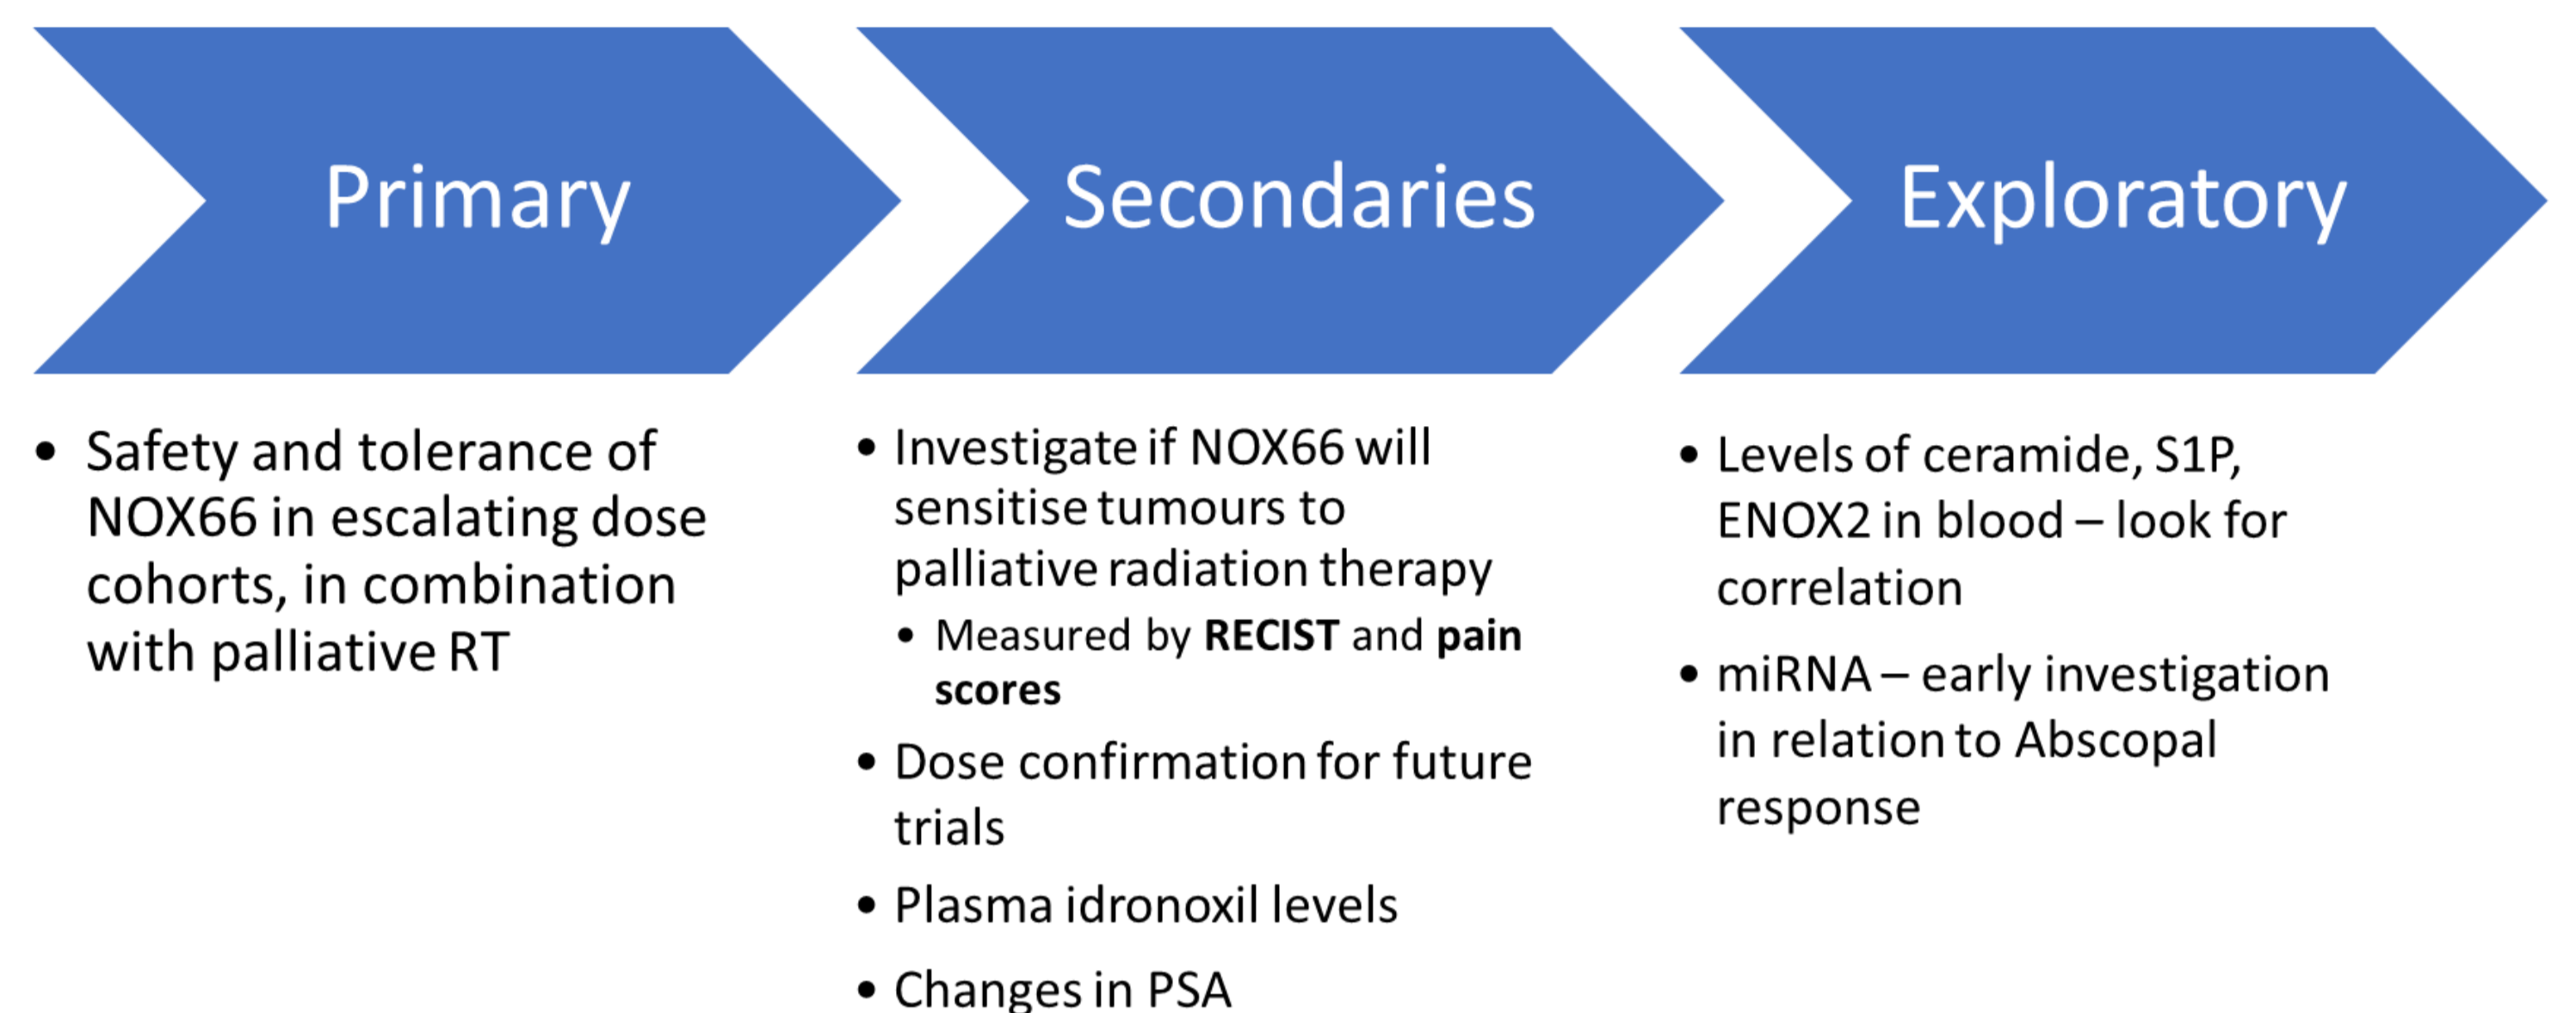 Primary
• Safety and tolerance of
NOX66 in escalating dose
cohorts, in combination
with palliative RT
Secondaries
• Investigate if NOX66 will
sensitise tumours to
palliative radiation therapy
• Measured by RECIST and pain
scores
• Dose confirmation for future
trials
• Plasma idronoxil levels
• Changes in PSA
Exploratory
• Levels of ceramide, S1P,
ENOX2 in blood – look for
correlation
• miRNA – early investigation
in relation to Abscopal
response